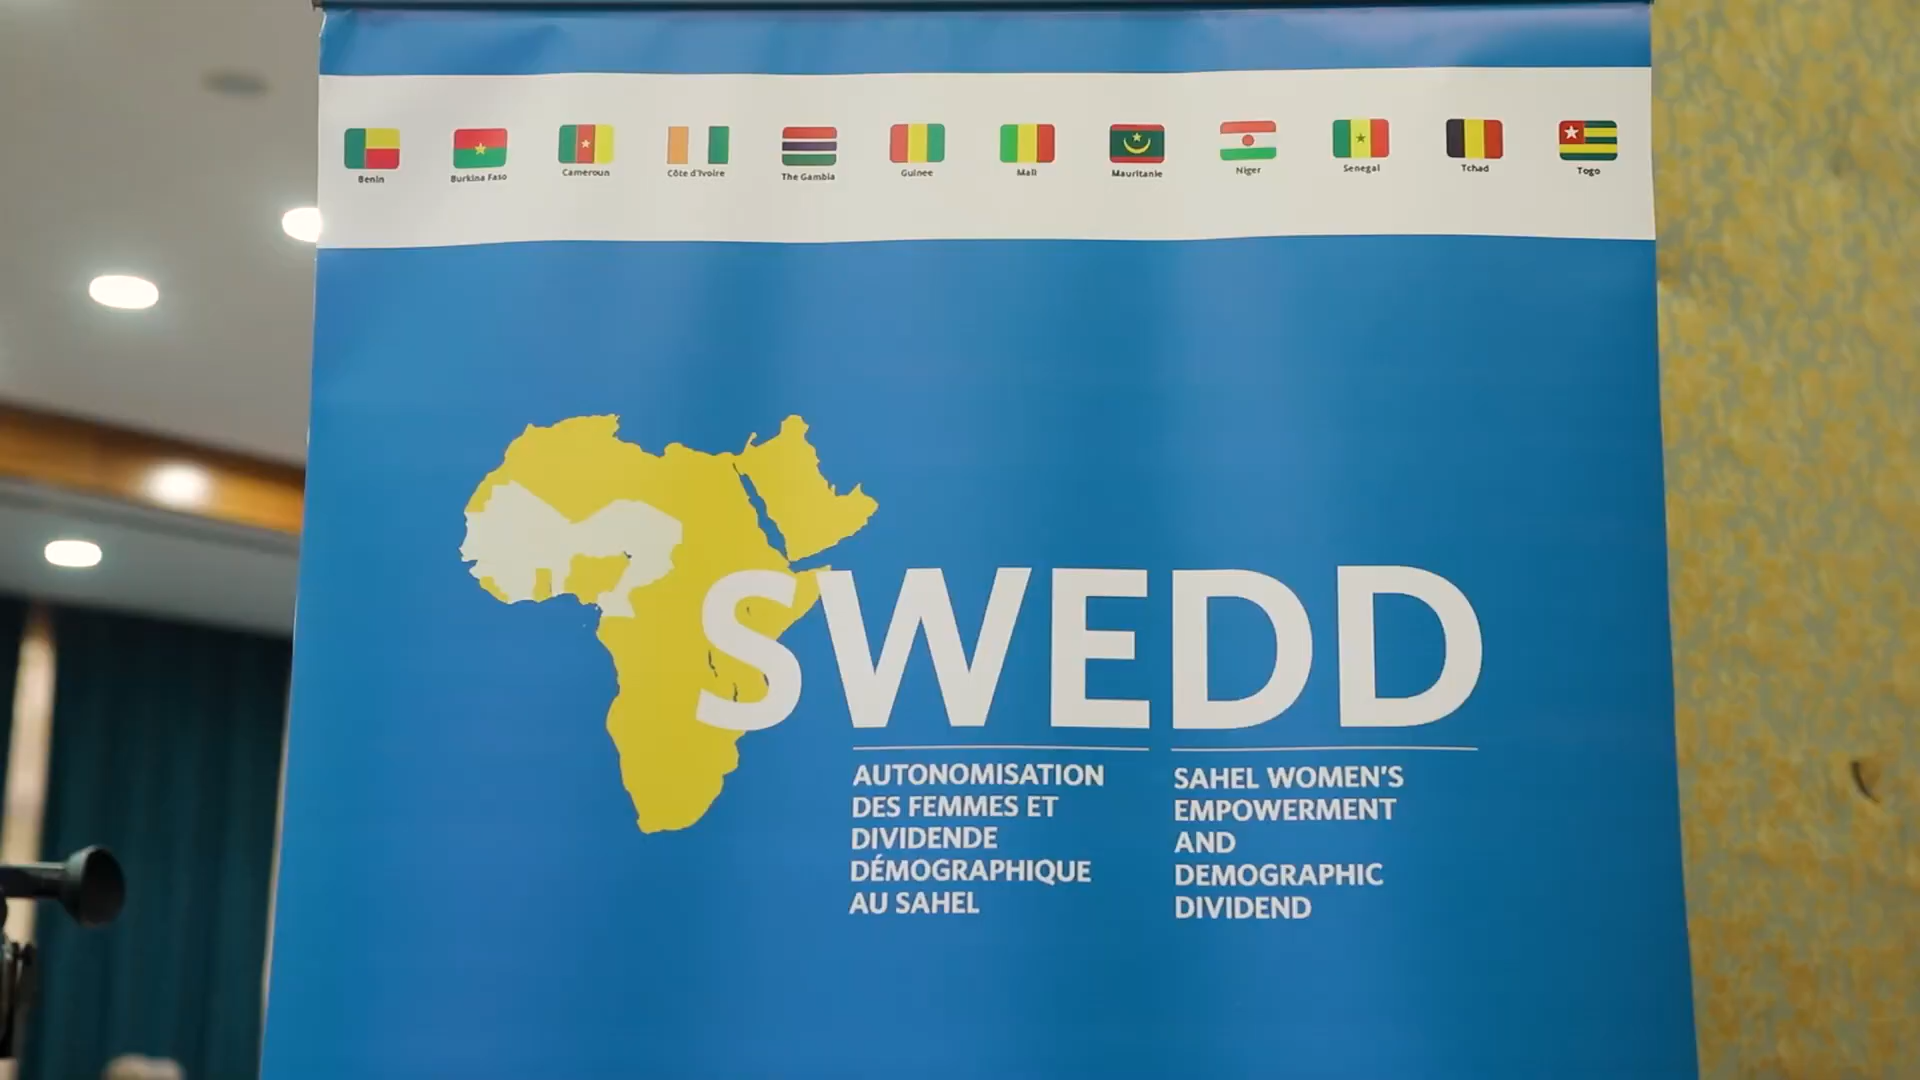 Benin
Burkina Faso
Cameroun
Côte d'Ivoire
The Gambia
Guinee
Mali
Mauritanie
Niger
Senegal
Tchad
Togo
SWEDD
AUTONOMISATION
DES FEMMES ET
DIVIDENDE
DÉMOGRAPHIQUE
AU SAHEL
SAHEL WOMEN'S
EMPOWERMENT
AND
DEMOGRAPHIC
DIVIDEND